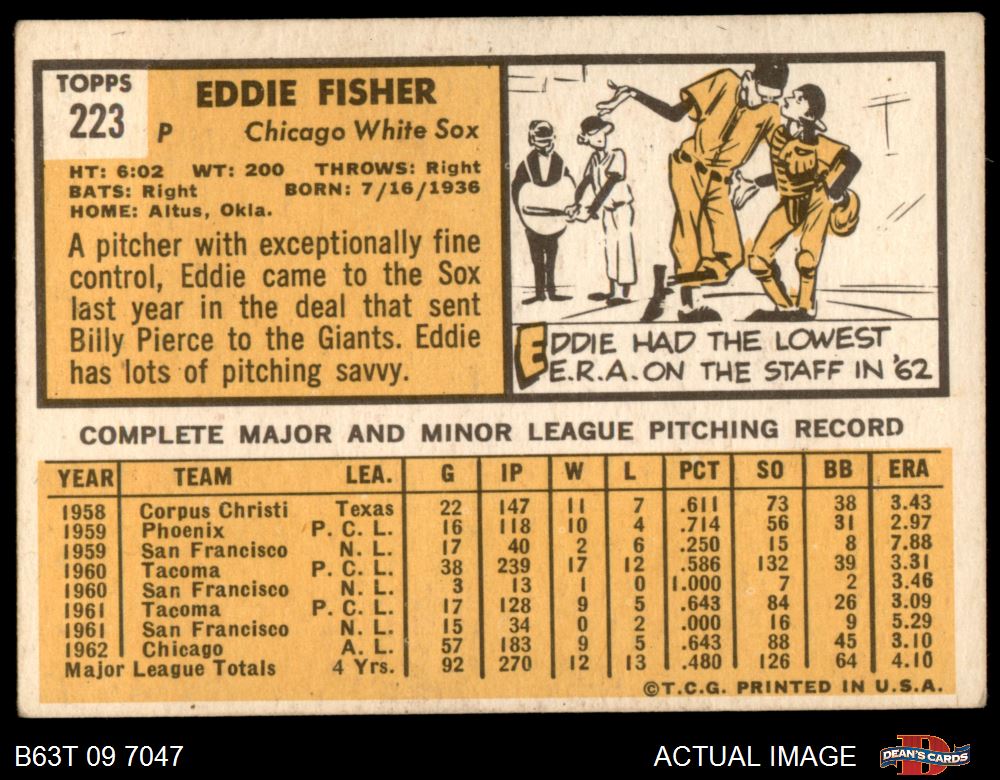 TOPPS
223
EDDIE FISHER
P Chicago White Sox
HT: 6:02 WT: 200 THROWS: Right
BATS: Right BORN: 7/16/1936
HOME: Altus, Okla.
A pitcher with exceptionally fine
control, Eddie came to the Sox
last year in the deal that sent
Billy Pierce to the Giants. Eddie
has lots of pitching savvy.
EDDIE HAD THE LOWEST
E.R.A. ON THE STAFF IN '62
COMPLETE MAJOR AND MINOR LEAGUE PITCHING RECORD
YEAR TEAM LEA. G IP W L PCT SO BB ERA
1958 Corpus Christi Texas 22 147 11 7 .611 73 38 3.43
1959 Phoenix P. C. L. 16 118 10 4 .714 56 31 2.97
1959 San Francisco N. L. 17 40 2 6 .250 15 8 7.88
1960 Tacoma P. C. L. 38 239 17 12 .586 132 39 3.31
1960 San Francisco N. L. 3 13 1 0 1.000 7 2 3.46
1961 Tacoma P. C. L. 17 128 9 5 .643 84 26 3.09
1961 San Francisco N. L. 15 34 0 2 .000 16 9 5.29
1962 Chicago A. L. 57 183 9 5 .643 88 45 3.10
Major League Totals 4 Yrs. 92 270 12 13 .480 126 64 4.10
©T.C.G. PRINTED IN U.S.A.
B63T 09 7047 ACTUAL IMAGE
DEAN'S CARDS